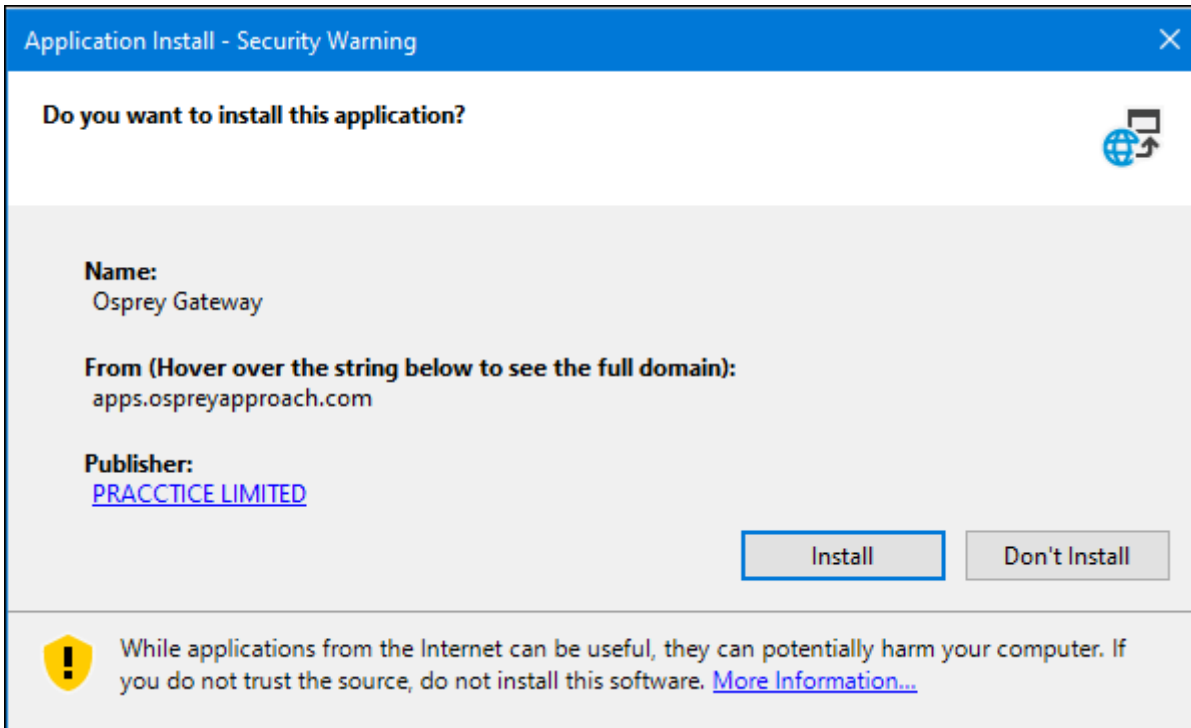 Application Install - Security Warning
Do you want to install this application?
Name:
Osprey Gateway
From (Hover over the string below to see the full domain):
apps.ospreyapproach.com
Publisher:
PRACCTICE LIMITED
Install
Don't Install
While applications from the Internet can be useful, they can potentially harm your computer. If
you do not trust the source, do not install this software. More Information...